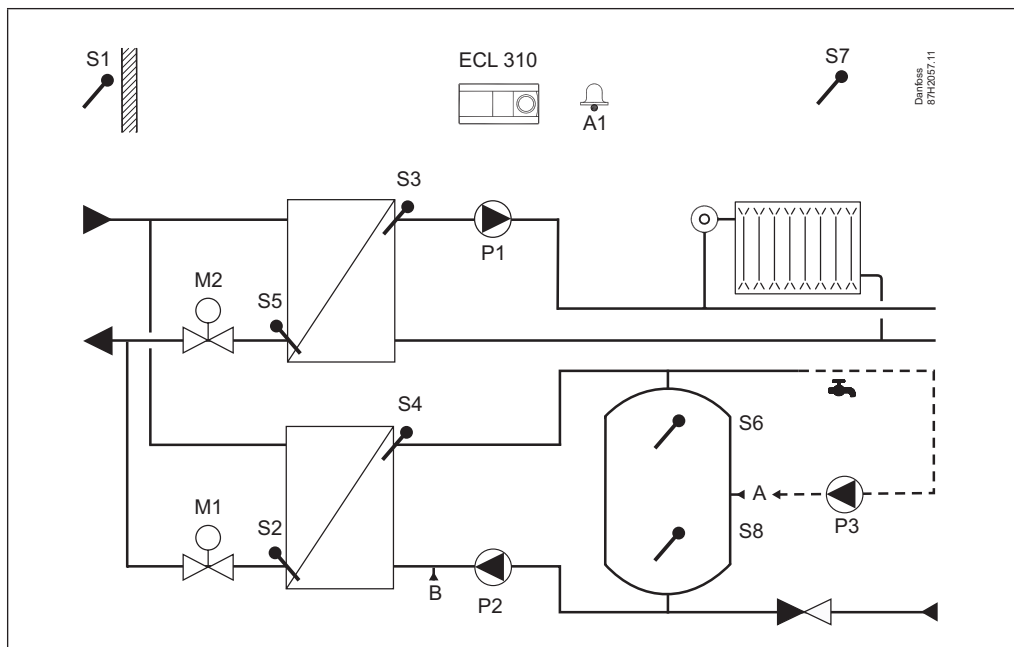 S1
ECL 310
A1
S7
Danfoss
87H2057.11
S3
P1
M2
S5
S4
S6
A
P3
M1
S2
S8
B
P2